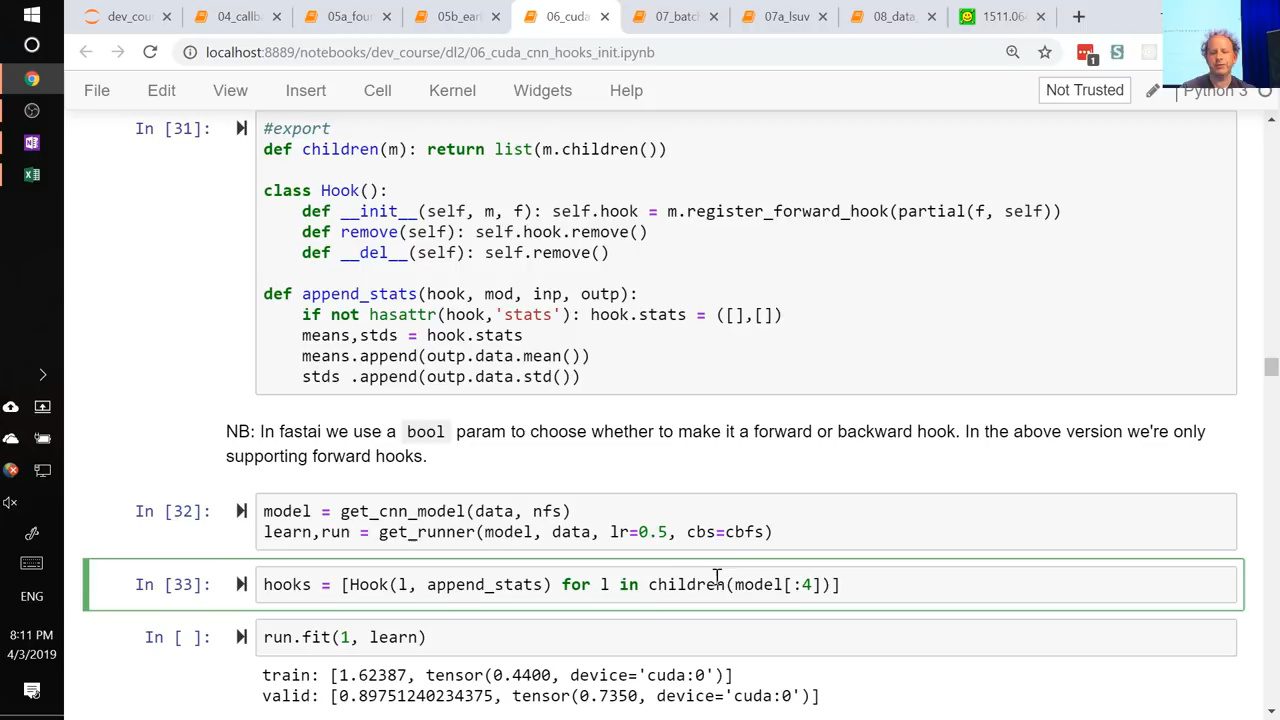 dev_cou
04_callb
05a_fou
05b_earl
06_cuda
07_batch
07a_lsuv
08_data_
1511.06
localhost:8889/notebooks/dev_course/dl2/06_cuda_cnn_hooks_init.ipynb
1
File Edit View Insert Cell Kernel Widgets Help Not Trusted Python 3
In [31]:
#export
def children(m): return list(m.children())
class Hook():
def __init__(self, m, f): self.hook = m.register_forward_hook(partial(f, self))
def remove(self): self.hook.remove()
def __del__(self): self.remove()
def append_stats(hook, mod, inp, outp):
if not hasattr(hook,'stats'): hook.stats = ([],[])
means,stds = hook.stats
means.append(outp.data.mean())
stds .append(outp.data.std())
NB: In fastai we use a bool param to choose whether to make it a forward or backward hook. In the above version we're only
supporting forward hooks.
In [32]:
model = get_cnn_model(data, nfs)
learn,run = get_runner(model, data, lr=0.5, cbs=cbfs)
In [33]:
hooks = [Hook(l, append_stats) for l in children(model[:4])]
In [ ]:
run.fit(1, learn)
train: [1.62387, tensor(0.4400, device='cuda:0')]
valid: [0.89751240234375, tensor(0.7350, device='cuda:0')]
ENG
8:11 PM
4/3/2019